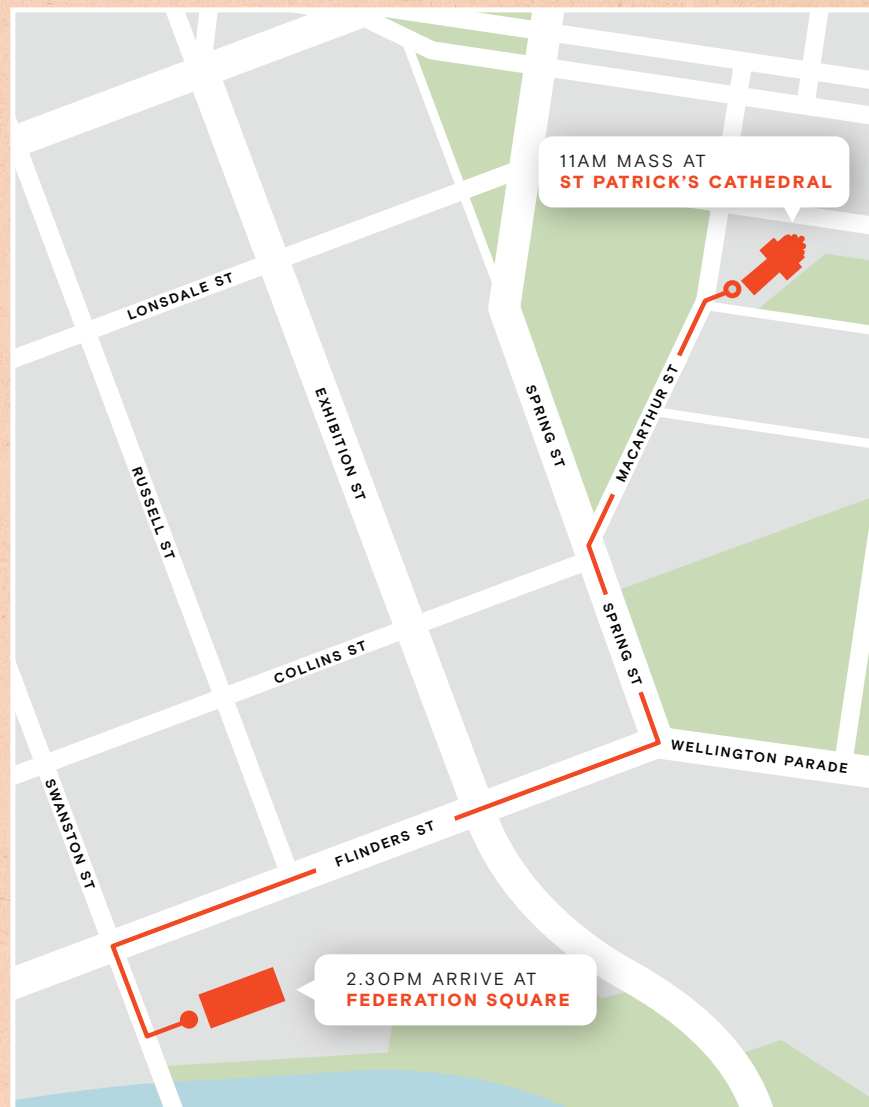 11AM MASS AT
ST PATRICK’S CATHEDRAL
LONSDALE ST
EXHIBITION ST
SPRING ST
MACARTHUR ST
RUSSELL ST
SPRING ST
COLLINS ST
WELLINGTON PARADE
SWANSTON ST
FLINDERS ST
2.30PM ARRIVE AT
FEDERATION SQUARE